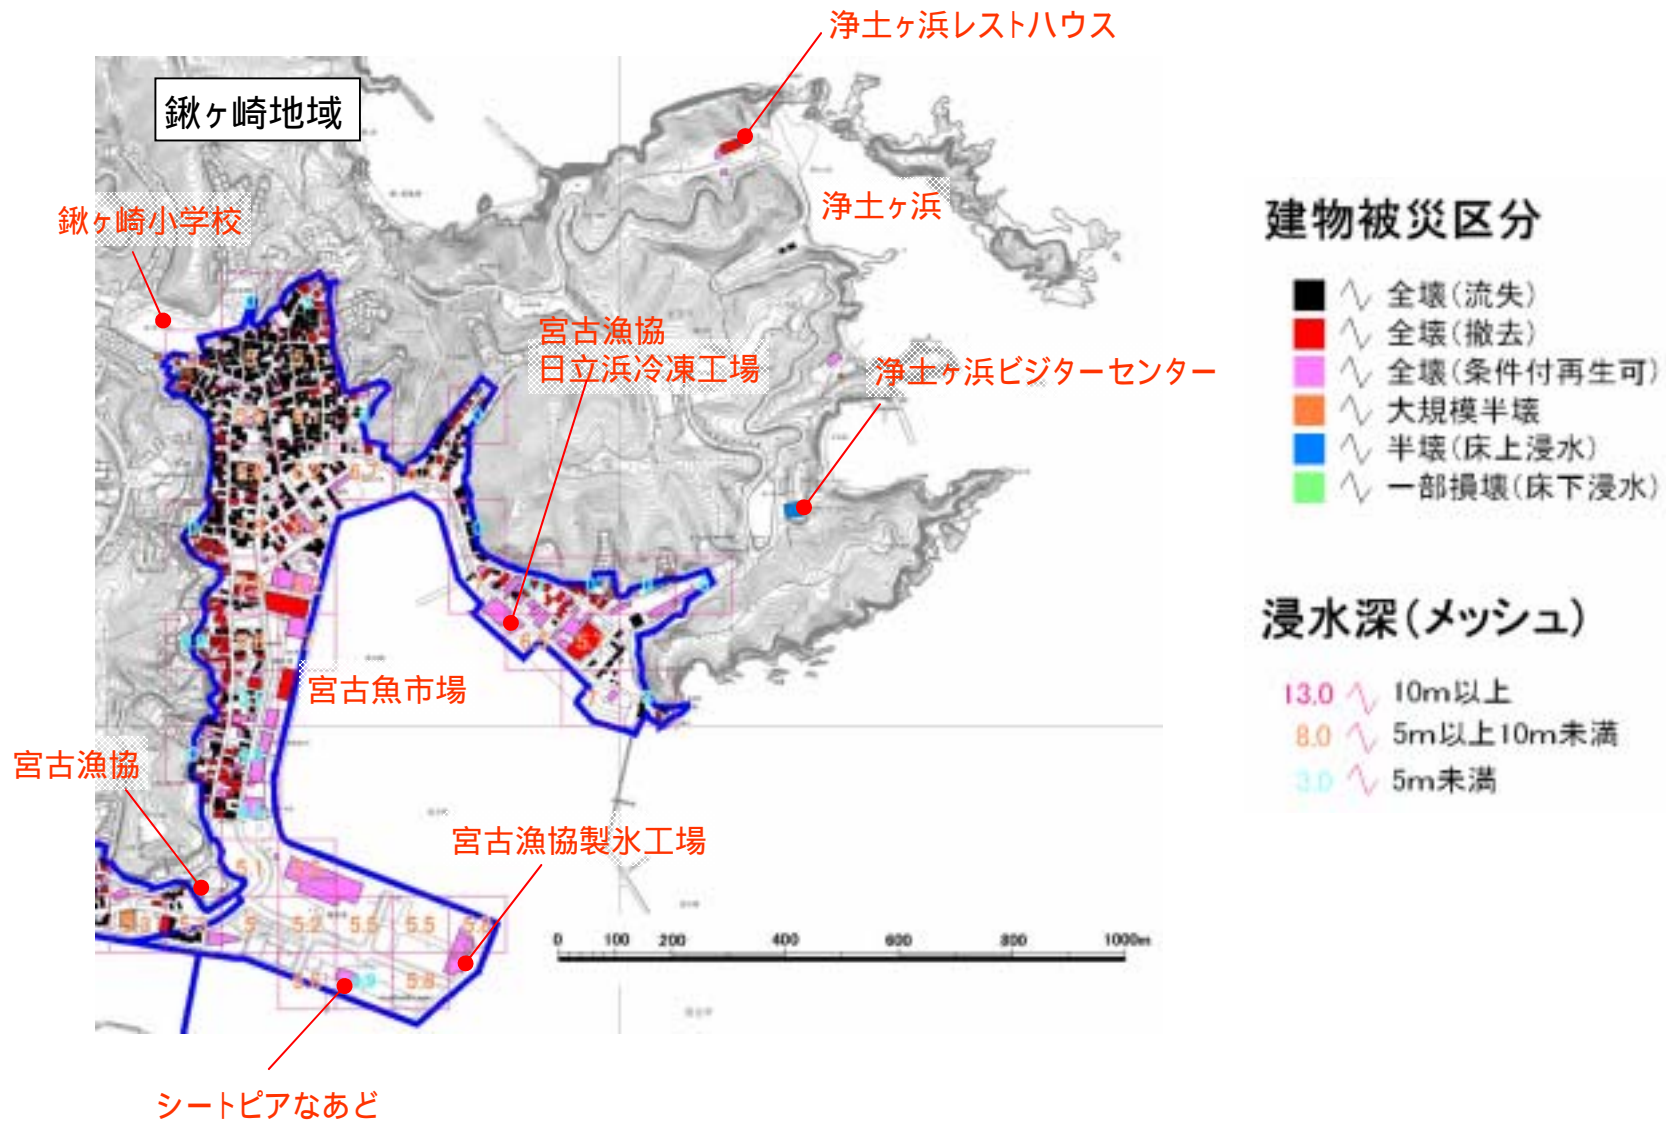 浄土ヶ浜レストハウス
鍬ヶ崎地域
鍬ヶ崎小学校
浄土ヶ浜
宮古漁協
日立浜冷凍工場
浄土ヶ浜ビジターセンター
宮古魚市場
宮古漁協
宮古漁協製氷工場
シートピアなあど
5.2 5.5 5.5
5.8
0 100 200 400 600 800 1000m
建物被災区分
全壊(流失)
全壊(撤去)
全壊(条件付再生可)
大規模半壊
半壊(床上浸水)
一部損壊(床下浸水)
浸水深(メッシュ)
13.0 10m以上
8.0 5m以上10m未満
3.0 5m未満